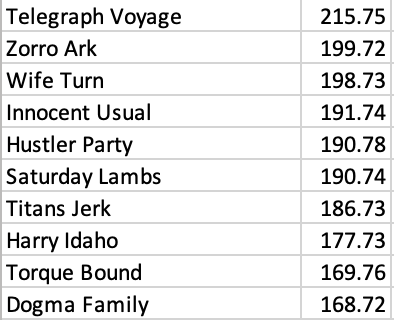 Telegraph Voyage 215.75
Zorro Ark 199.72
Wife Turn 198.73
Innocent Usual 191.74
Hustler Party 190.78
Saturday Lambs 190.74
Titans Jerk 186.73
Harry Idaho 177.73
Torque Bound 169.76
Dogma Family 168.72